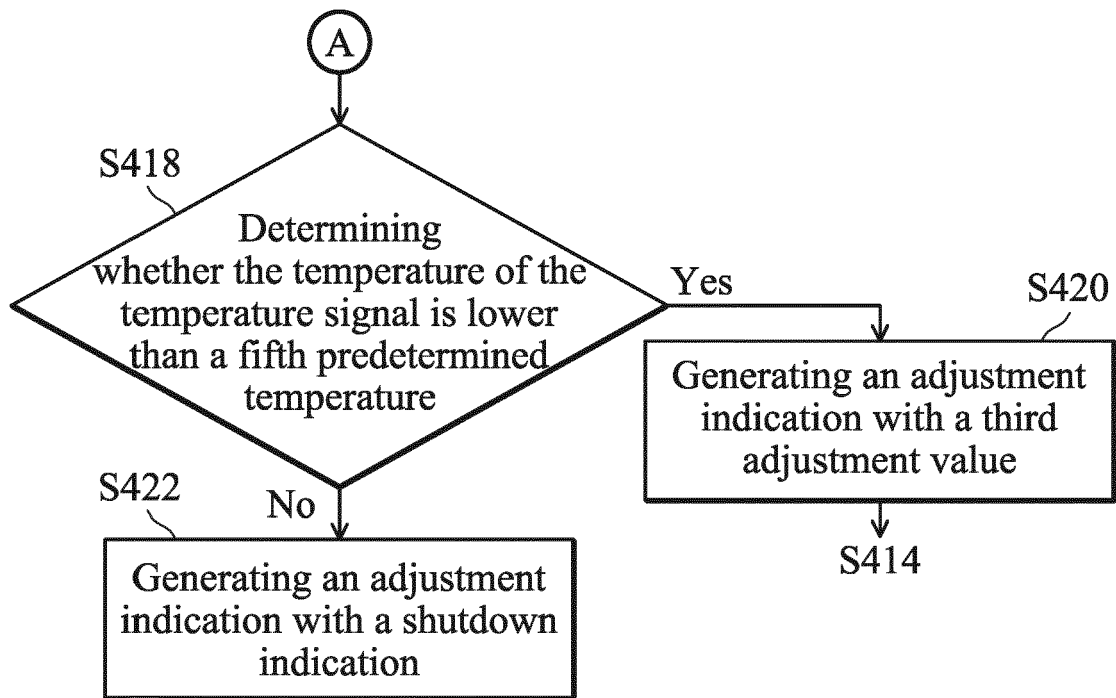 A
S418
Determining
whether the temperature of the
temperature signal is lower
than a fifth predetermined
temperature
Yes
S420
Generating an adjustment
indication with a third
adjustment value
S414
No
S422
Generating an adjustment
indication with a shutdown
indication